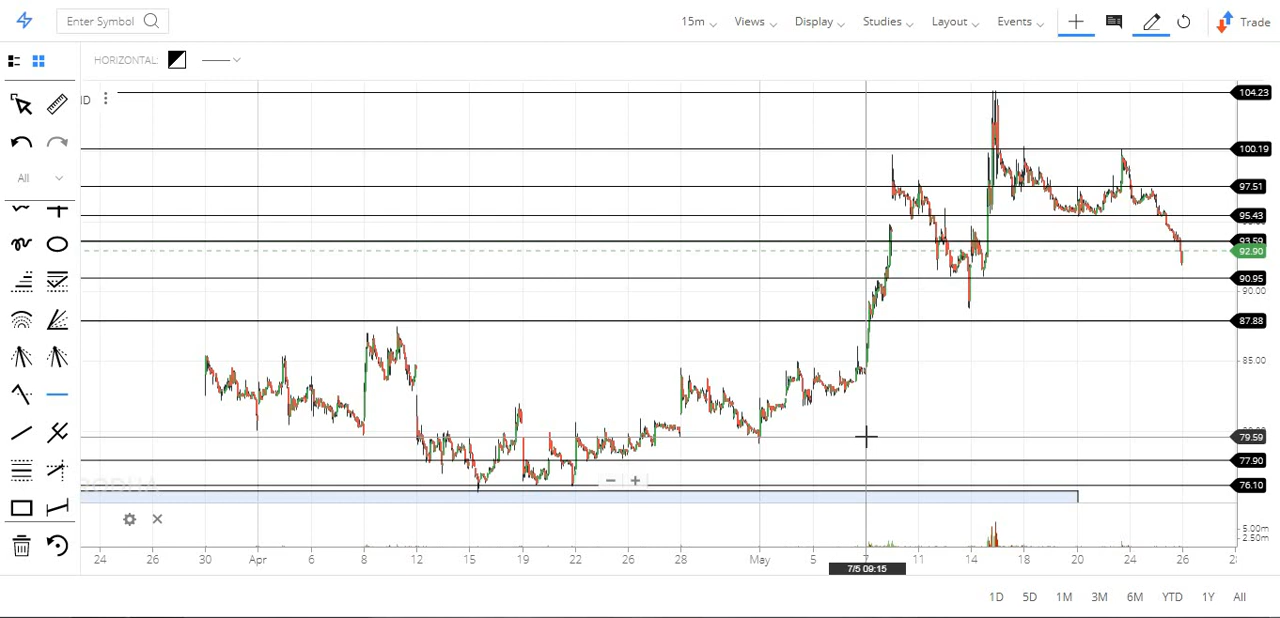 Enter Symbol 15m Views Display Studies Layout Events Trade
HORIZONTAL:
ID
All
104.23
100.19
97.51
95.43
93.59
92.90
90.95
90.00
87.88
85.00
79.59
77.90
76.10
5.00m
2.50m
24 26 30 Apr 6 8 12 15 19 22 26 28 May 5 7 11 14 18 20 24 26
7/5 09:15
1D 5D 1M 3M 6M YTD 1Y All